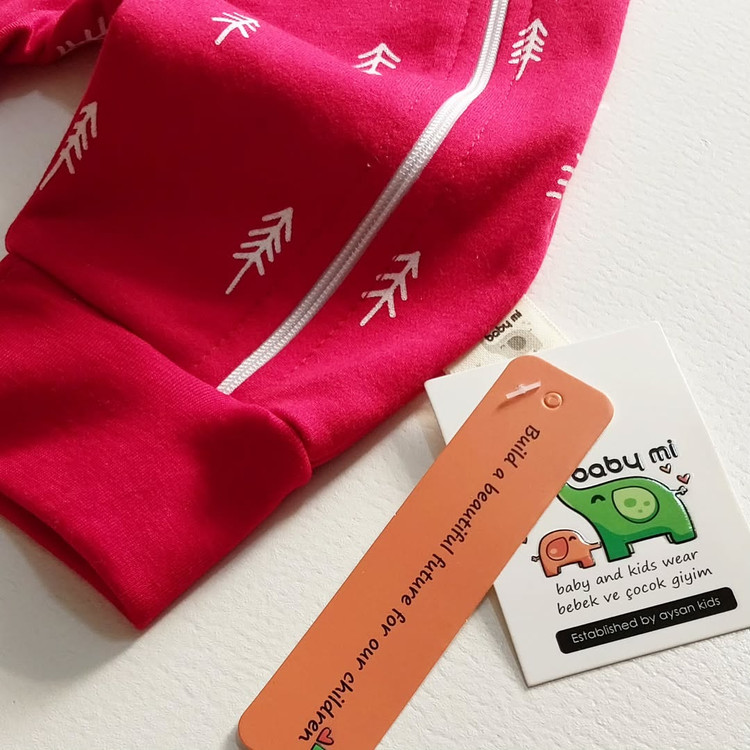 baby mi
Build a beautiful future for our children
baby mi
baby and kids wear
bebek ve çocok giyim
Established by aysan kids